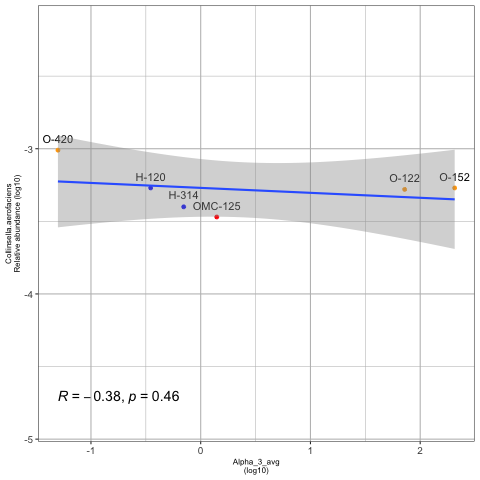 O-420
H-120
O-122
O-152
H-314
OMC-125
R = −0.38, p = 0.46
-3
-4
-5
-1
0
1
2
Collinsella.aerofaciens
Relative abundance (log10)
Alpha_3_avg
(log10)